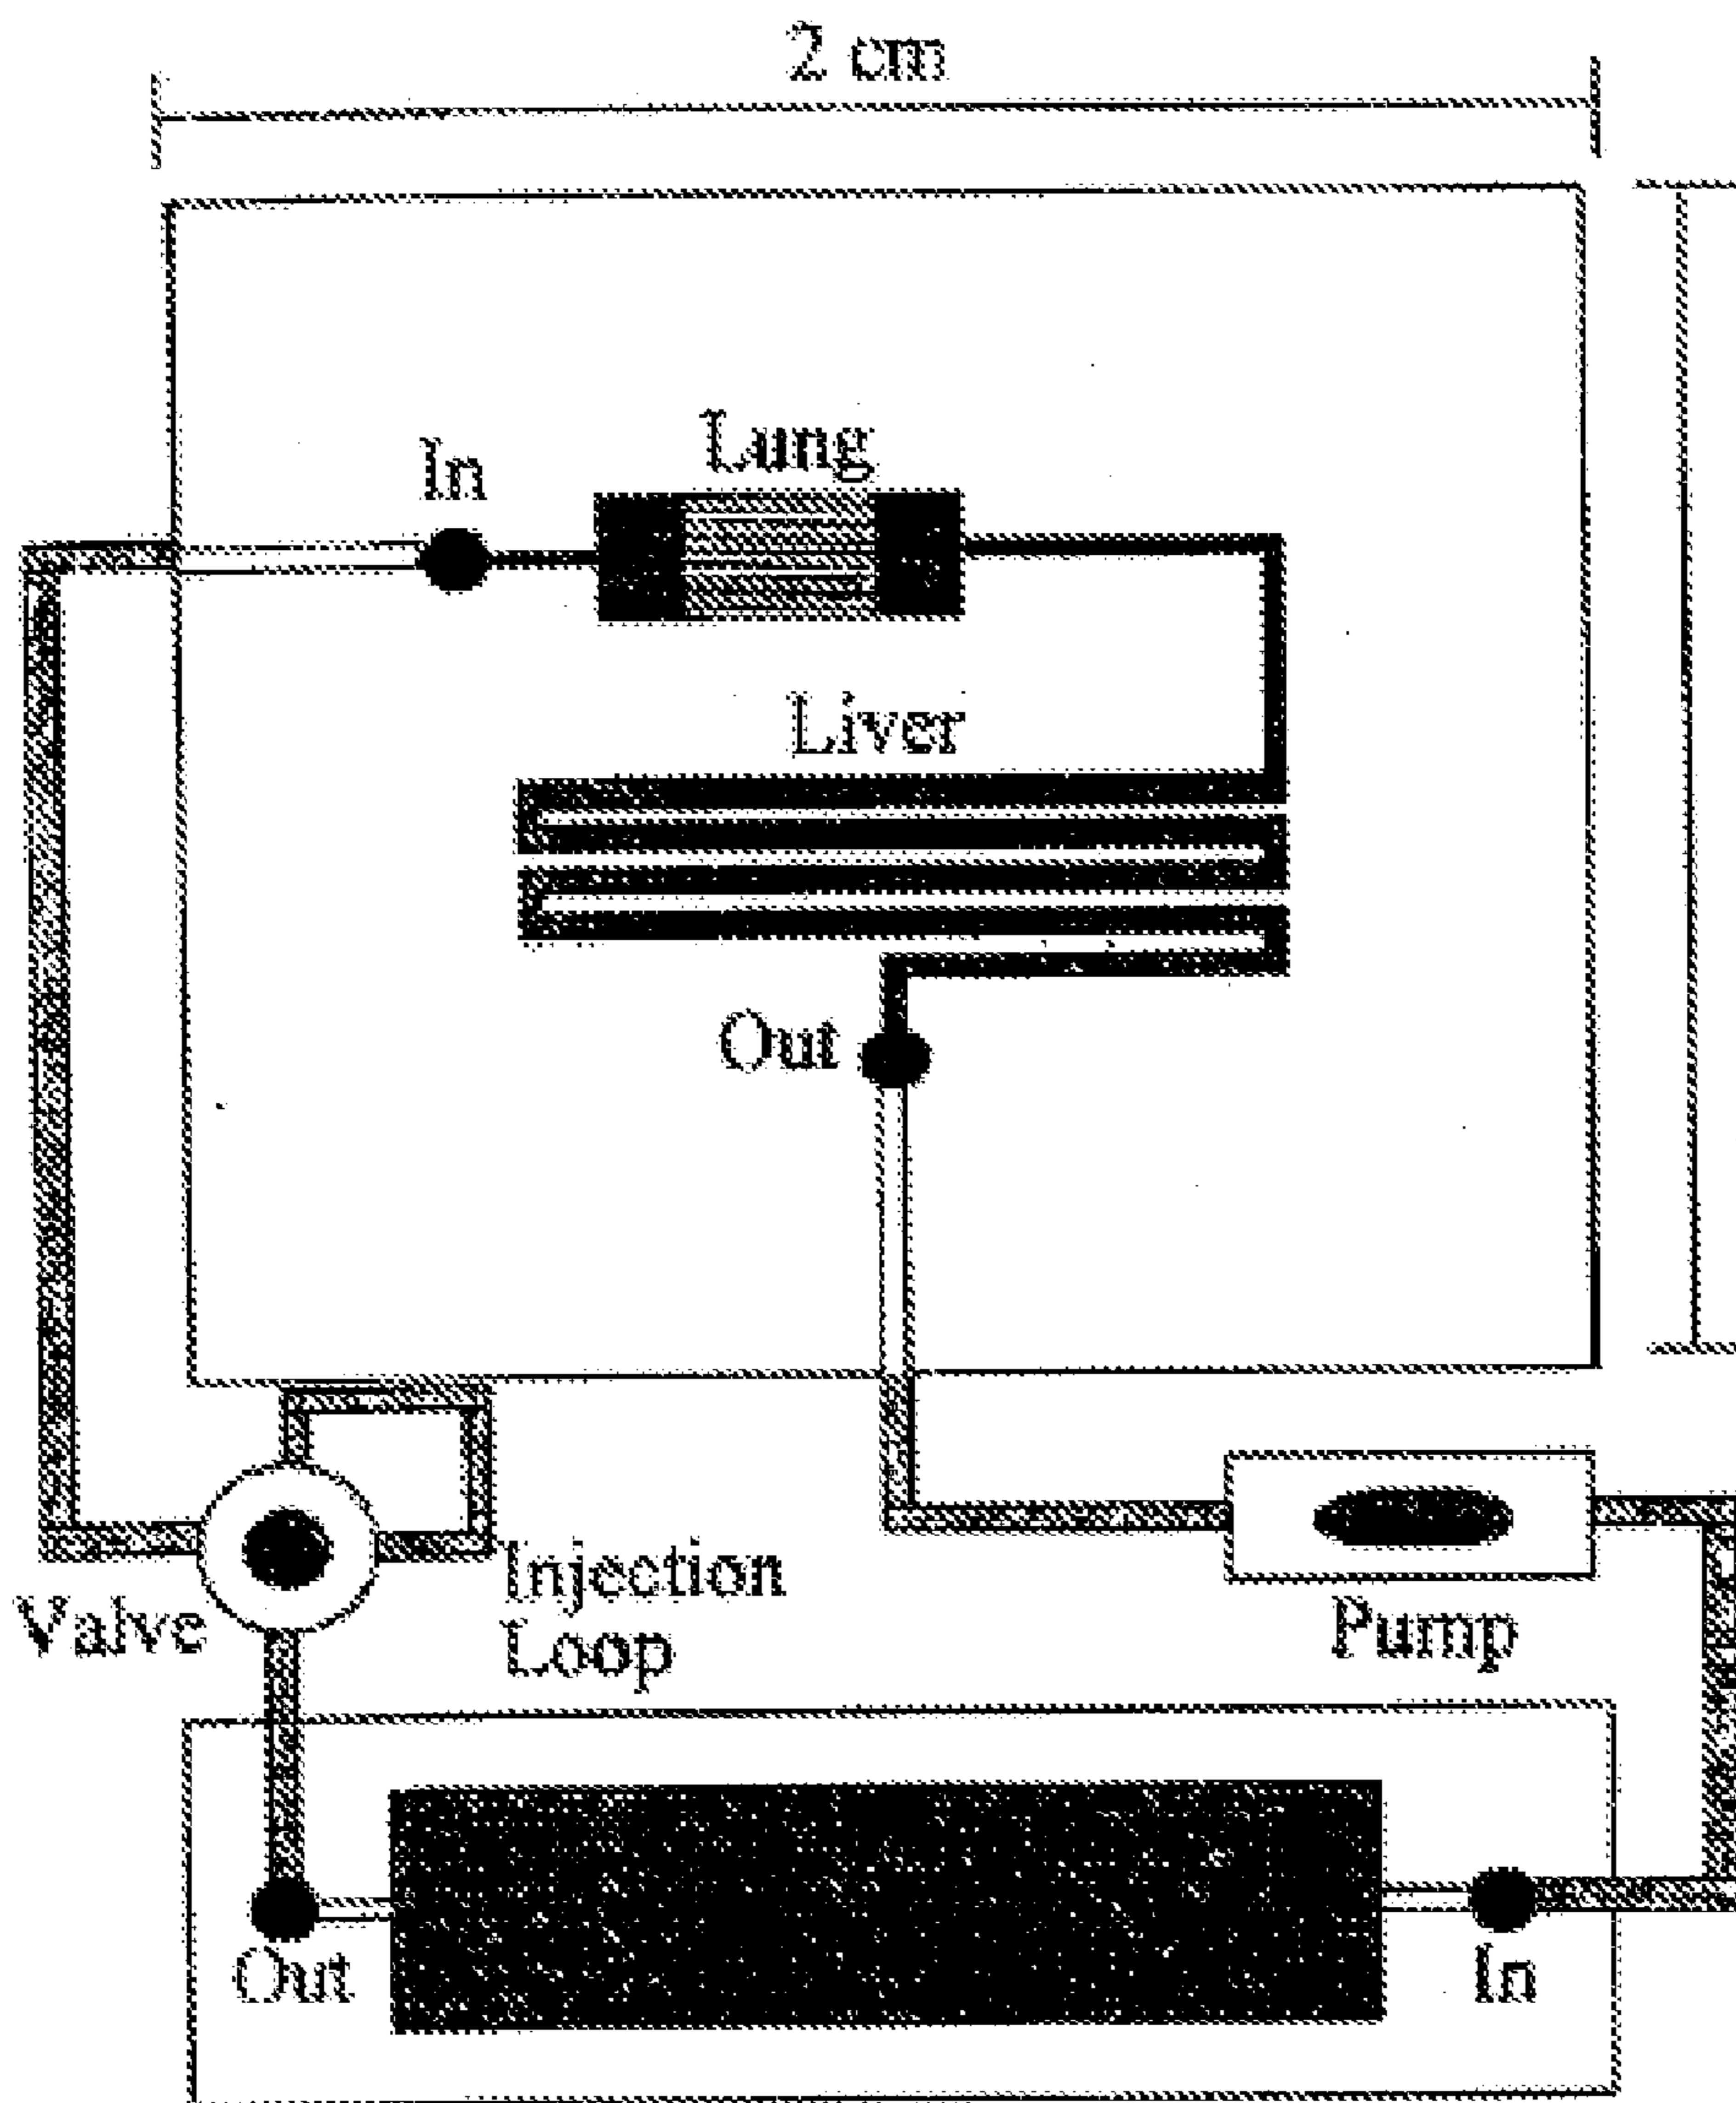 2 cm
Lung
In
Liver
Out
Injection
Loop
Valve
Pump
Out
In